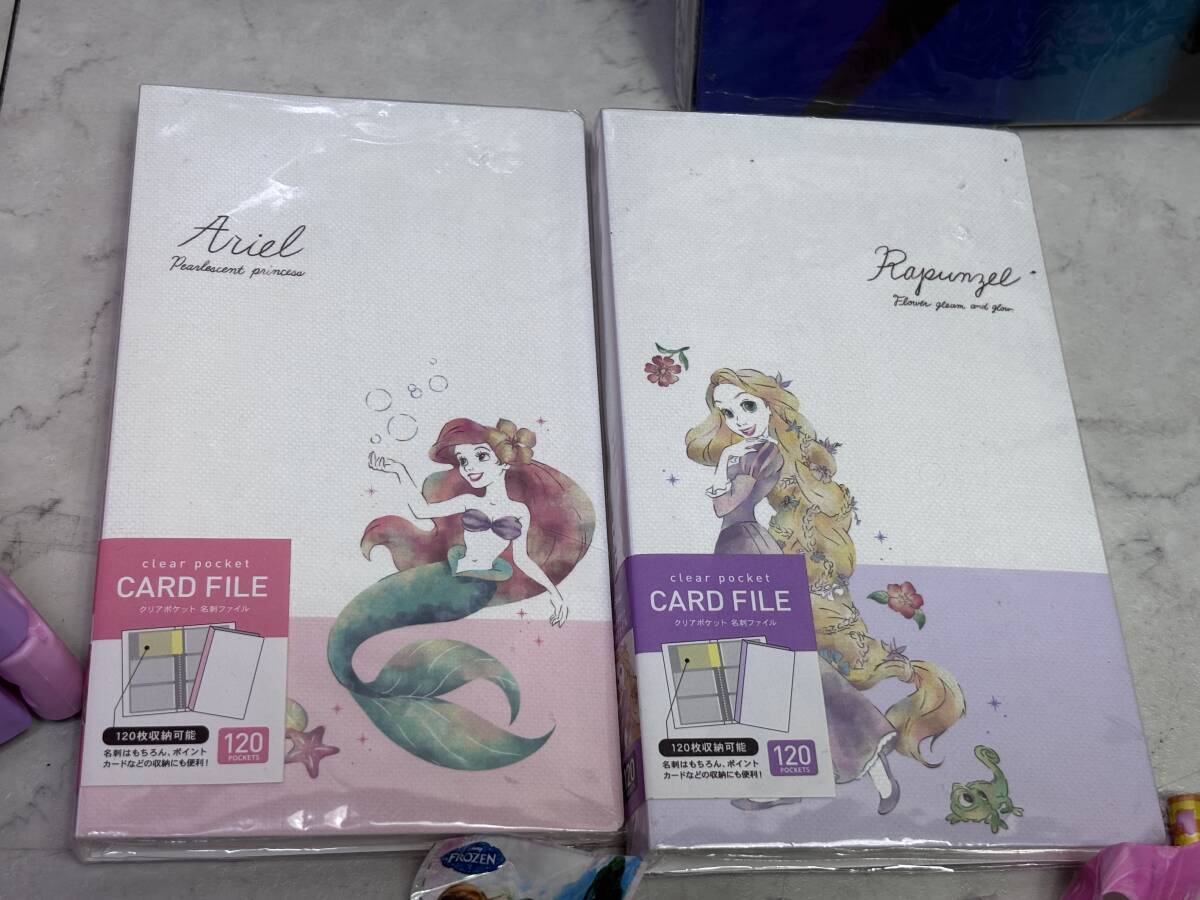 Ariel
Pearlescent princess
clear pocket
CARD FILE
クリアポケット 名刺ファイル
120枚収納可能
名刺はもちろん、ポイント
カードなどの収納にも便利！
120
POCKETS
Rapunzel
Flower gleam and glow
clear pocket
CARD FILE
クリアポケット 名刺ファイル
120枚収納可能
名刺はもちろん、ポイント
カードなどの収納にも便利！
120
POCKETS
120
Disney
FROZEN